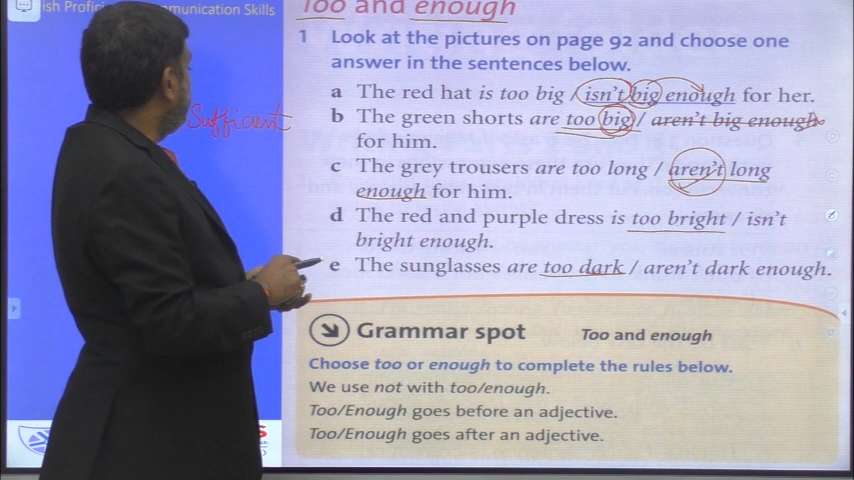 ish Profici
munication Skills
Too and enough
1 Look at the pictures on page 92 and choose one
answer in the sentences below.
a The red hat is too big / isn't big enough for her.
Sufficient
b The green shorts are too big / aren't big enough
for him.
c The grey trousers are too long / aren't long
enough for him.
d The red and purple dress is too bright / isn't
bright enough.
e The sunglasses are too dark / aren't dark enough.
Grammar spot Too and enough
Choose too or enough to complete the rules below.
We use not with too/enough.
Too/Enough goes before an adjective.
Too/Enough goes after an adjective.